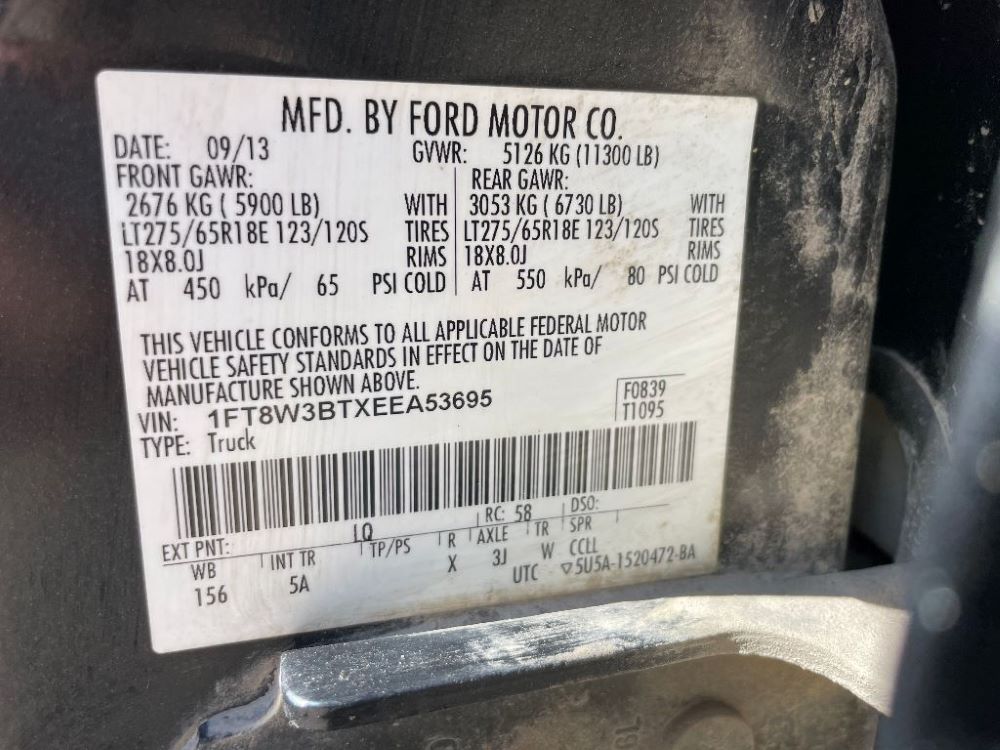 MFD. BY FORD MOTOR CO.
DATE: 09/13 GVWR: 5126 KG (11300 LB)
FRONT GAWR: REAR GAWR:
2676 KG ( 5900 LB) WITH 3053 KG ( 6730 LB) WITH
LT275/65R18E 123/120S TIRES LT275/65R18E 123/120S TIRES
18X8.0J RIMS 18X8.0J RIMS
AT 450 kPa/ 65 PSI COLD AT 550 kPa/ 80 PSI COLD
THIS VEHICLE CONFORMS TO ALL APPLICABLE FEDERAL MOTOR
VEHICLE SAFETY STANDARDS IN EFFECT ON THE DATE OF
MANUFACTURE SHOWN ABOVE.
VIN: 1FT8W3BTXEEA53695 F0839
TYPE: Truck T1095
EXT PNT: LQ RC: 58 DSO:
WB INT TR TP/PS R AXLE TR SPR
156 5A X 3J W CCLL
UTC ▽5U5A-1520472-BA